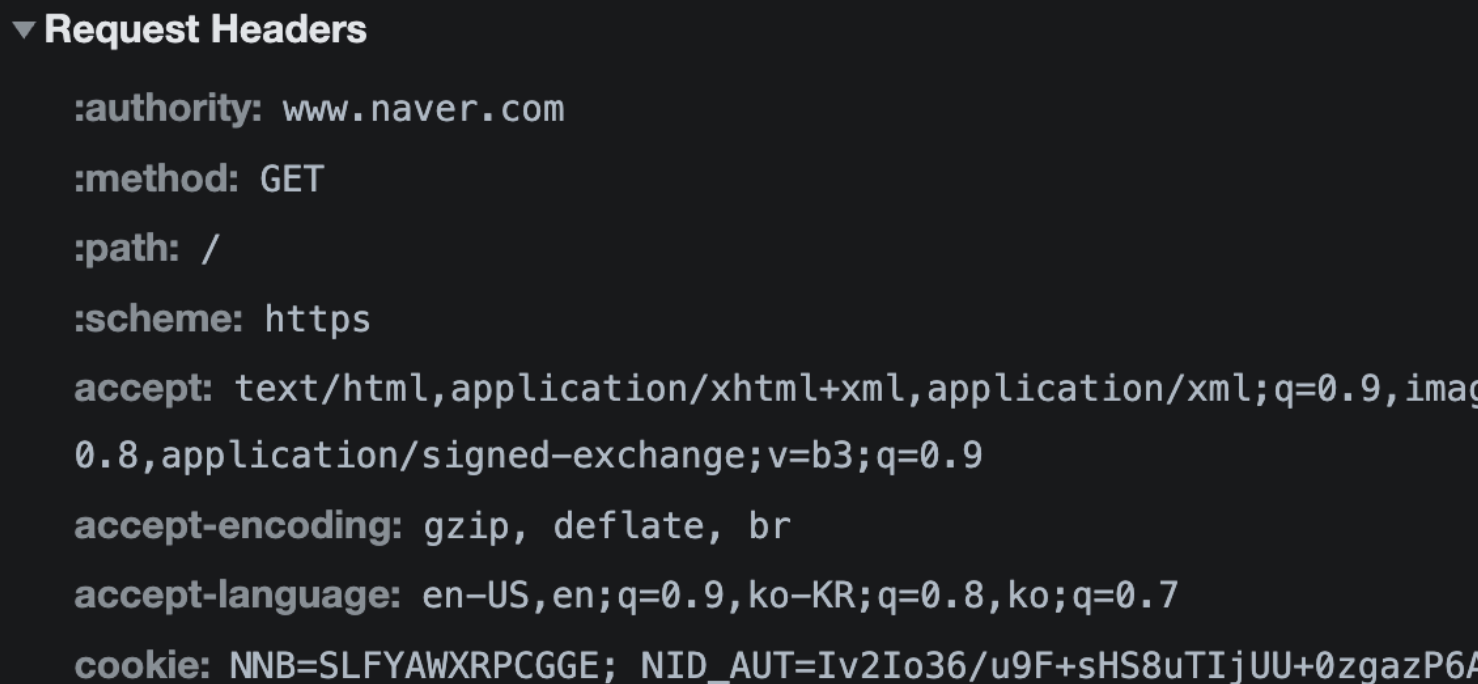 Request Headers
:authority: www.naver.com
:method: GET
:path: /
:scheme: https
accept: text/html,application/xhtml+xml,application/xml;q=0.9,imag
0.8,application/signed-exchange;v=b3;q=0.9
accept-encoding: gzip, deflate, br
accept-language: en-US,en;q=0.9,ko-KR;q=0.8,ko;q=0.7
cookie: NNB=SLFYAWXRPCGGE; NID_AUT=Iv2Io36/u9F+sHS8uTIjUU+0zgazP6A